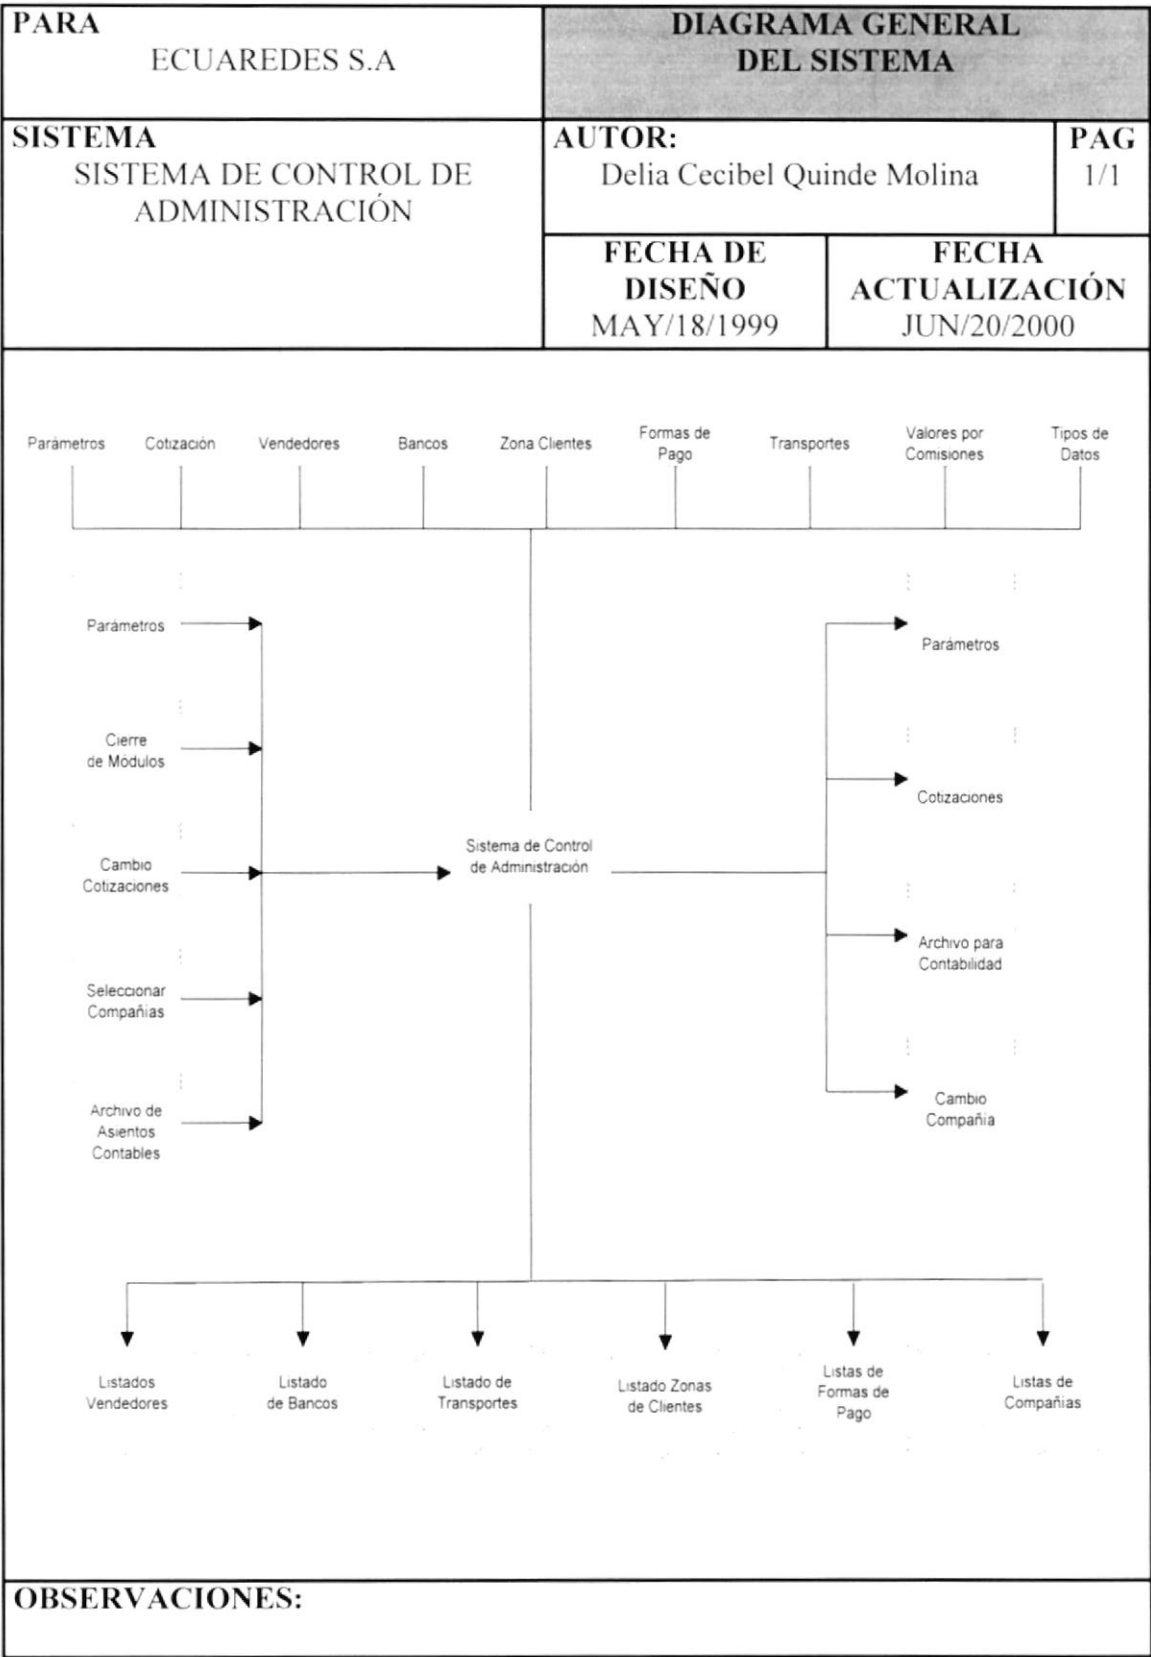 PARA
ECUAREDES S.A
DIAGRAMA GENERAL
DEL SISTEMA
SISTEMA
SISTEMA DE CONTROL DE
ADMINISTRACIÓN
AUTOR:
Delia Cecibel Quinde Molina
PAG
1/1
FECHA DE
DISEÑO
MAY/18/1999
FECHA
ACTUALIZACIÓN
JUN/20/2000
Parámetros
Cotización
Vendedores
Bancos
Zona Clientes
Formas de
Pago
Transportes
Valores por
Comisiones
Tipos de
Datos
Parámetros
Cierre
de Módulos
Cambio
Cotizaciones
Seleccionar
Compañias
Archivo de
Asientos
Contables
Sistema de Control
de Administración
Parámetros
Cotizaciones
Archivo para
Contabilidad
Cambio
Compañia
Listados
Vendedores
Listado
de Bancos
Listado de
Transportes
Listado Zonas
de Clientes
Listas de
Formas de
Pago
Listas de
Compañias
OBSERVACIONES: